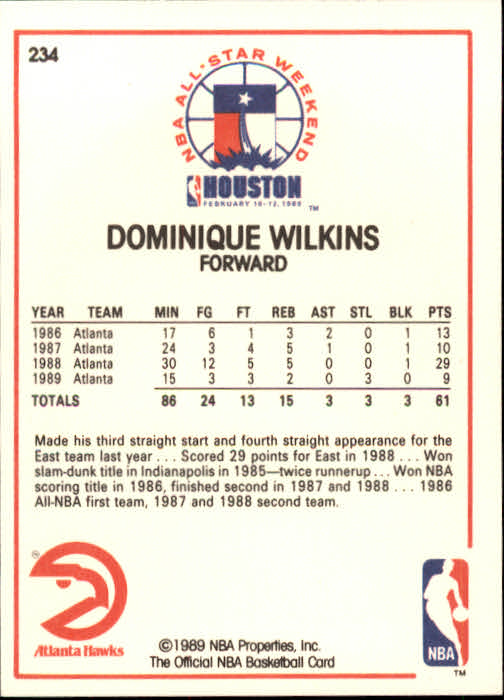 234
NBA ALL-STAR WEEKEND
HOUSTON
FEBRUARY 10-12, 1989
TM
DOMINIQUE WILKINS
FORWARD
YEAR TEAM MIN FG FT REB AST STL BLK PTS
1986 Atlanta 17 6 1 3 2 0 1 13
1987 Atlanta 24 3 4 5 1 0 1 10
1988 Atlanta 30 12 5 5 0 0 1 29
1989 Atlanta 15 3 3 2 0 3 0 9
TOTALS 86 24 13 15 3 3 3 61
Made his third straight start and fourth straight appearance for the
East team last year . . . Scored 29 points for East in 1988 . . . Won
slam-dunk title in Indianapolis in 1985—twice runnerup . . . Won NBA
scoring title in 1986, finished second in 1987 and 1988 . . . 1986
All-NBA first team, 1987 and 1988 second team.
®
Atlanta Hawks
©1989 NBA Properties, Inc.
The Official NBA Basketball Card
NBA
TM